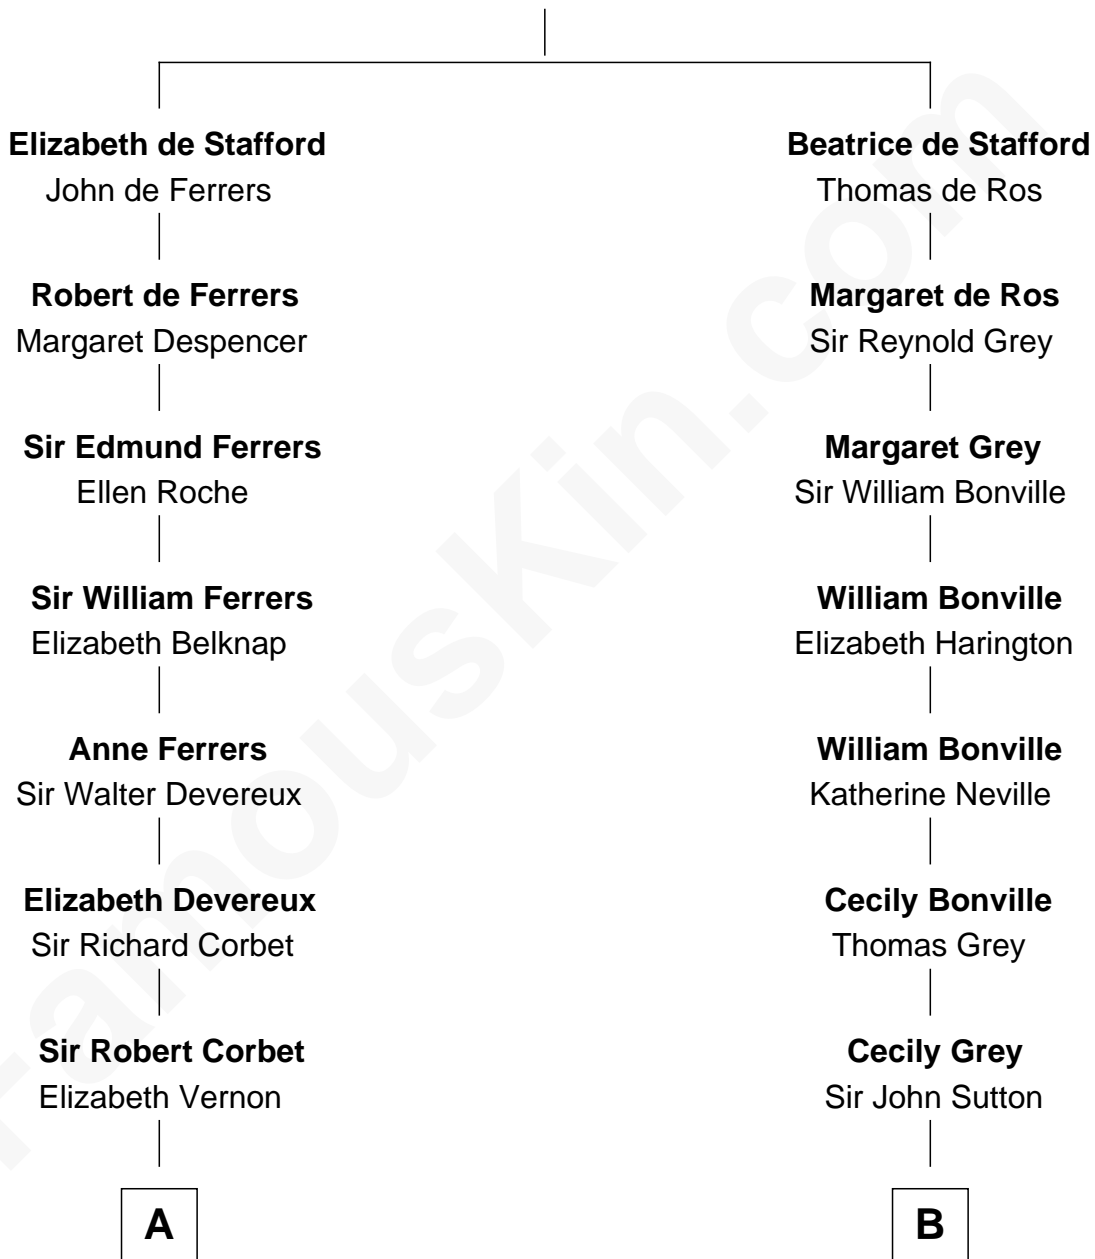 Elizabeth de Stafford
John de Ferrers
Robert de Ferrers
Margaret Despencer
Sir Edmund Ferrers
Ellen Roche
Sir William Ferrers
Elizabeth Belknap
Anne Ferrers
Sir Walter Devereux
Elizabeth Devereux
Sir Richard Corbet
Sir Robert Corbet
Elizabeth Vernon
A
Beatrice de Stafford
Thomas de Ros
Margaret de Ros
Sir Reynold Grey
Margaret Grey
Sir William Bonville
William Bonville
Elizabeth Harington
William Bonville
Katherine Neville
Cecily Bonville
Thomas Grey
Cecily Grey
Sir John Sutton
B
FamousKin.com